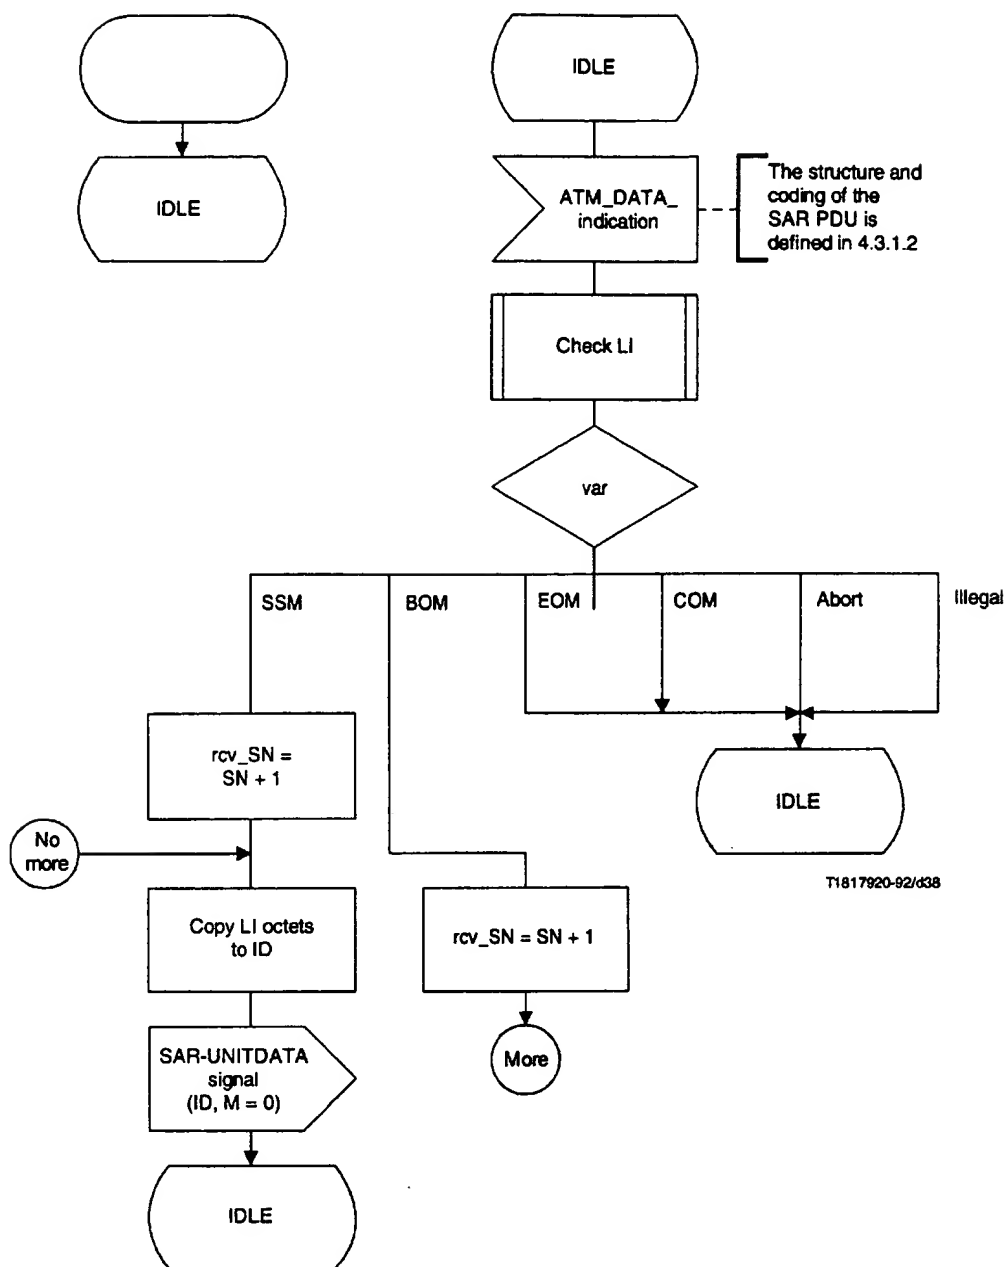 IDLE
IDLE
ATM_DATA_
indication
The structure and
coding of the
SAR PDU is
defined in 4.3.1.2
Check LI
var
SSM
BOM
EOM
COM
Abort
Illegal
rcv_SN =
SN + 1
IDLE
No
more
T1817920-92/d38
Copy LI octets
to ID
rcv_SN = SN + 1
SAR-UNITDATA
signal
(ID, M = 0)
More
IDLE